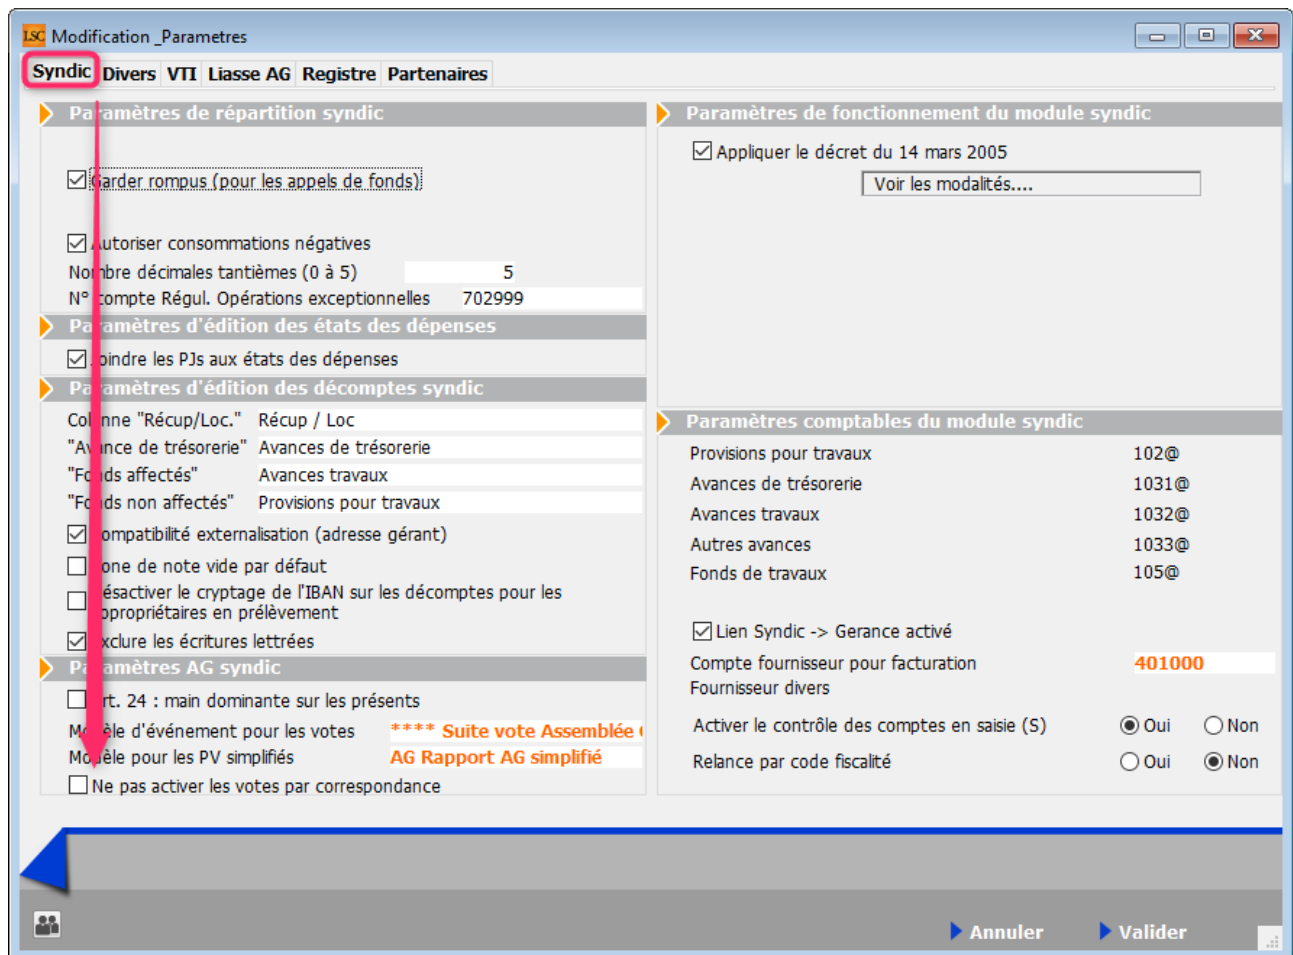 LSC Modification _Parametres
Syndic Divers VTI Liasse AG Registre Partenaires
Paramètres de répartition syndic
Garder rompus (pour les appels de fonds)
Autoriser consommations négatives
Nombre décimales tantièmes (0 à 5) 5
N° compte Régul. Opérations exceptionnelles 702999
Paramètres d'édition des états des dépenses
Joindre les PJs aux états des dépenses
Paramètres d'édition des décomptes syndic
Colonne "Récup/Loc." Récup / Loc
"Avance de trésorerie" Avances de trésorerie
"Fonds affectés" Avances travaux
"Fonds non affectés" Provisions pour travaux
Compatibilité externalisation (adresse gérant)
Zone de note vide par défaut
Désactiver le cryptage de l'IBAN sur les décomptes pour les
copropriétaires en prélèvement
Exclure les écritures lettrées
Paramètres AG syndic
Art. 24 : main dominante sur les présents
Modèle d'événement pour les votes **** Suite vote Assemblée
Modèle pour les PV simplifiés AG Rapport AG simplifié
Ne pas activer les votes par correspondance
Paramètres de fonctionnement du module syndic
Appliquer le décret du 14 mars 2005
Voir les modalités....
Paramètres comptables du module syndic
Provisions pour travaux 102@
Avances de trésorerie 1031@
Avances travaux 1032@
Autres avances 1033@
Fonds de travaux 105@
Lien Syndic -> Gerance activé
Compte fournisseur pour facturation 401000
Fournisseur divers
Activer le contrôle des comptes en saisie (S) Oui Non
Relance par code fiscalité Oui Non
Annuler Valider